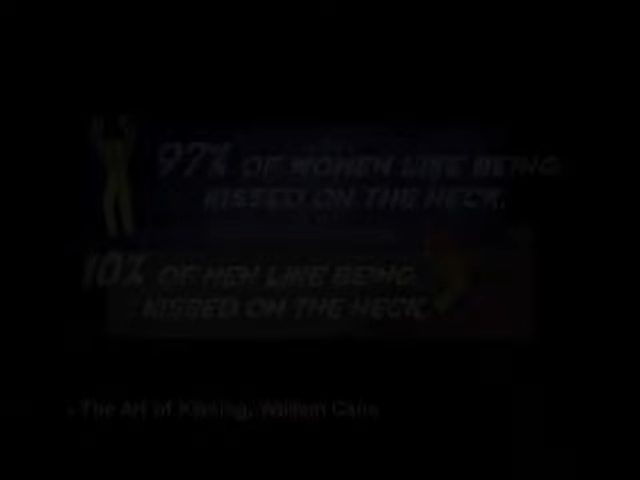 97% OF WOMEN LIKE BEING
KISSED ON THE NECK.
10% OF MEN LIKE BEING
KISSED ON THE NECK
- The Art of Kissing, William Cane